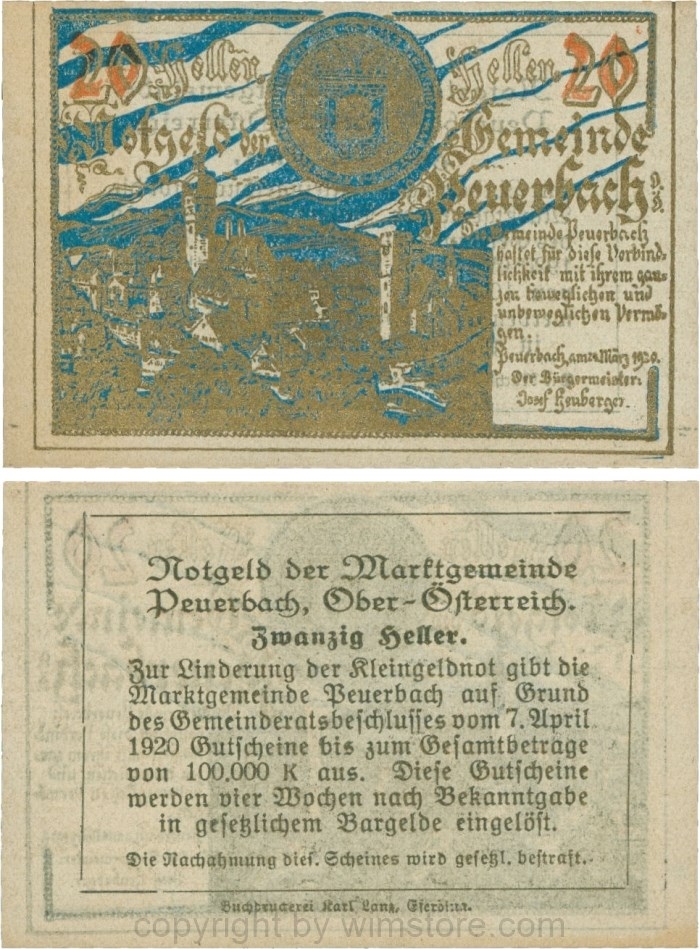 20 Heller Heller 20
Notgeld der Gemeinde
Peuerbach O.Ö.
Gemeinde Peuerbach
haftet für diese Verbind-
lichkeit mit ihrem gan-
zen beweglichen und
unbeweglichen Vermö-
gen.
Peuerbach, am März 1920.
Der Bürgermeister:
Josef Heuberger.
Notgeld der Marktgemeinde
Peuerbach, Ober-Österreich.
Zwanzig Heller.
Zur Linderung der Kleingeldnot gibt die
Marktgemeinde Peuerbach auf Grund
des Gemeinderatsbeschlusses vom 7. April
1920 Gutscheine bis zum Gesamtbetrage
von 100.000 K aus. Diese Gutscheine
werden vier Wochen nach Bekanntgabe
in gesetzlichem Bargelde eingelöst.
Die Nachahmung dies. Scheines wird gesetzl. bestraft.
Buchdruckerei Karl Lanz, Eferding.
copyright by wimstore.com